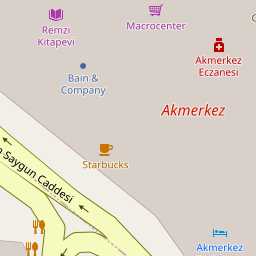 Remzi
Kitapevi
Macrocenter
Akmerkez
Eczanesi
Bain &
Company
Akmerkez
Starbucks
Saygun Caddesi
Akmerkez